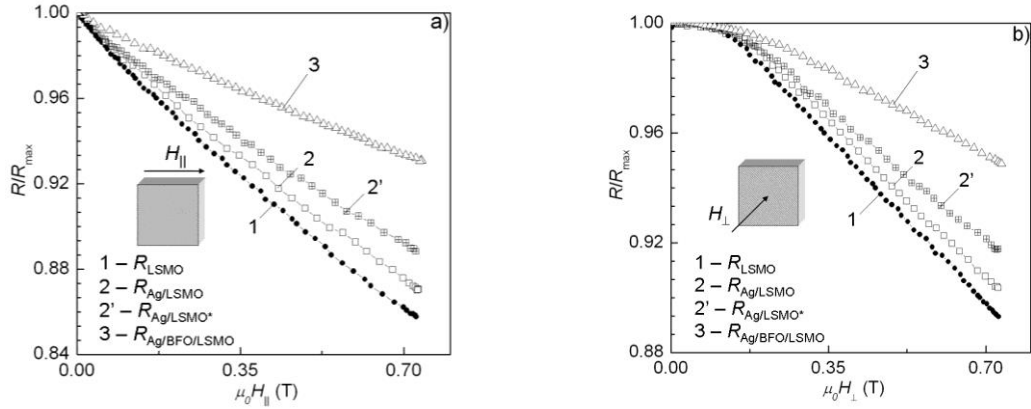 a)
R/Rmax
1.00
0.96
0.92
0.88
0.84
3
H||
2
2'
1
1 – RLSMO
2 – RAg/LSMO
2' – RAg/LSMO*
3 – RAg/BFO/LSMO
0.00 0.35 0.70
μ0H|| (T)
b)
R/Rmax
1.00
0.96
0.92
0.88
3
2
2'
H⊥
1
1 – RLSMO
2 – RAg/LSMO
2' – RAg/LSMO*
3 – RAg/BFO/LSMO
0.00 0.35 0.70
μ0H⊥ (T)